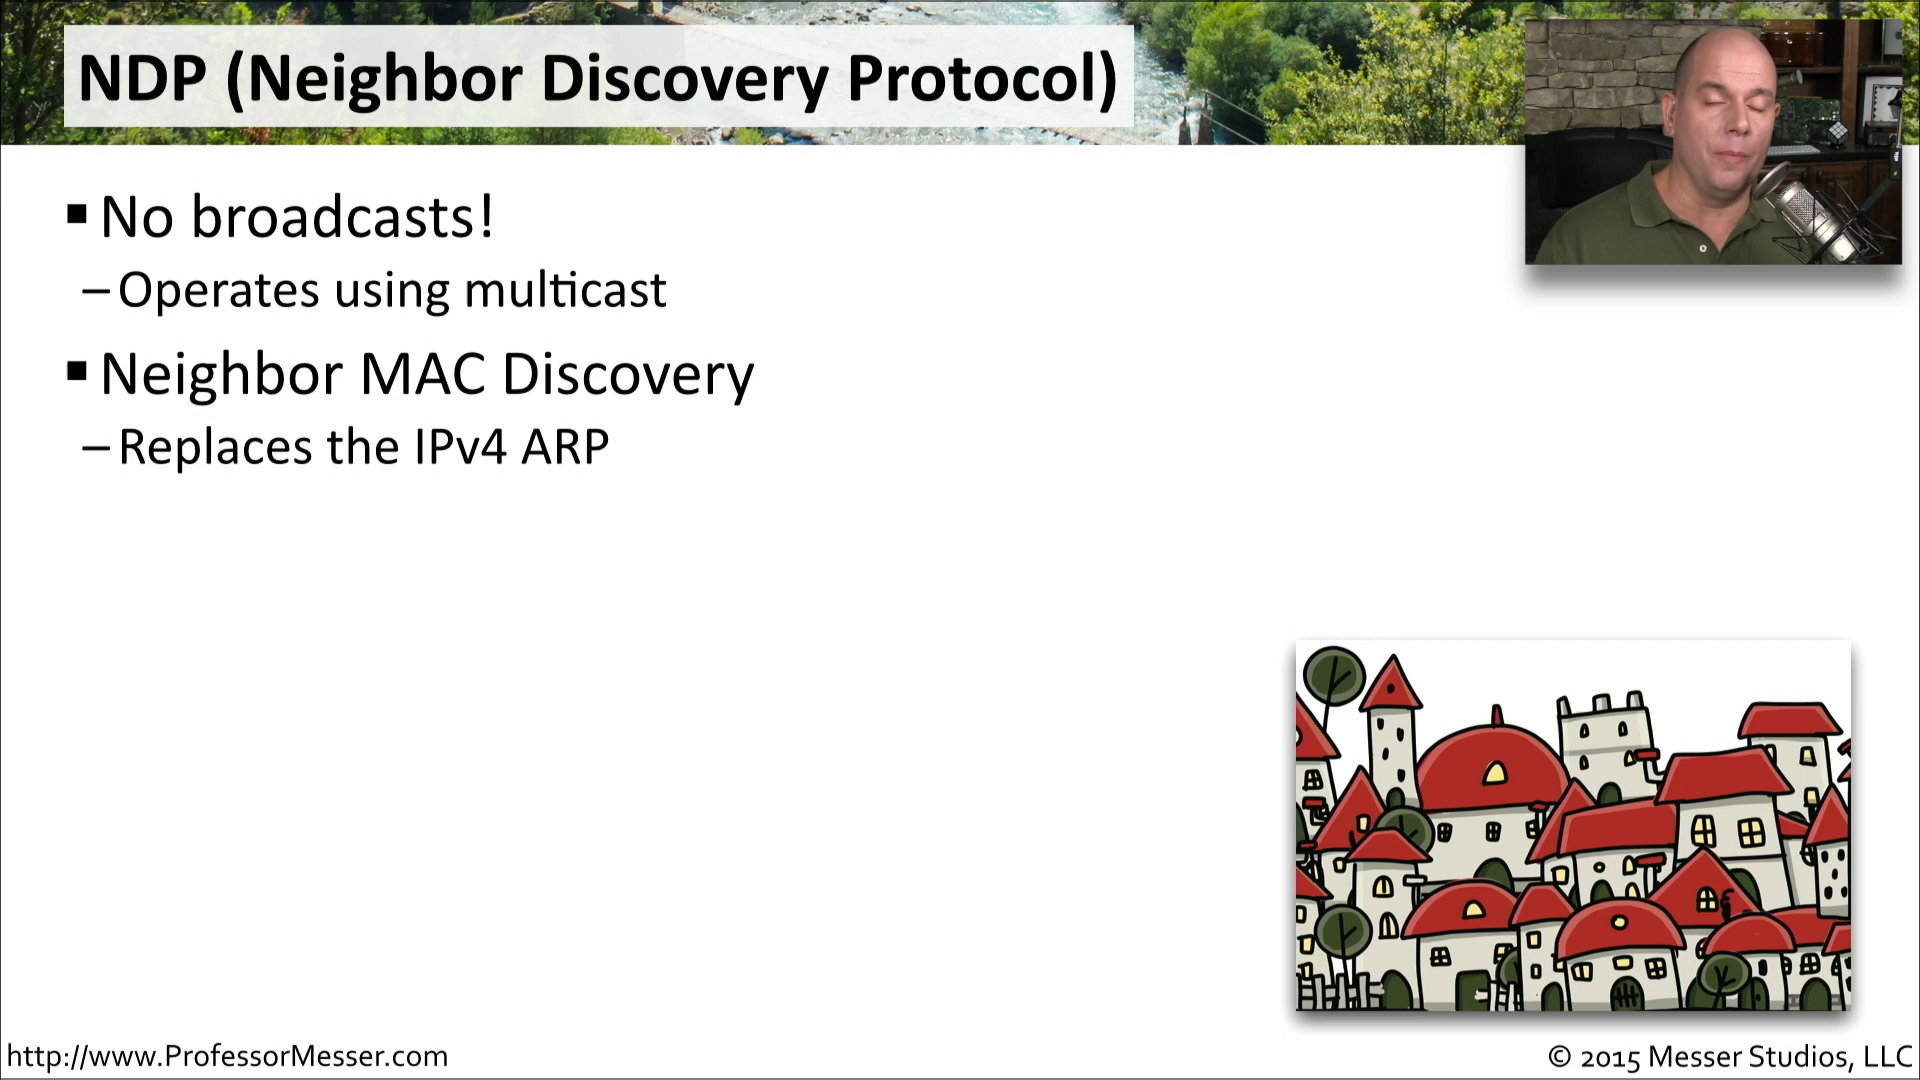 NDP (Neighbor Discovery Protocol)
▪ No broadcasts!
– Operates using multicast
▪ Neighbor MAC Discovery
– Replaces the IPv4 ARP
http://www.ProfessorMesser.com
© 2015 Messer Studios, LLC